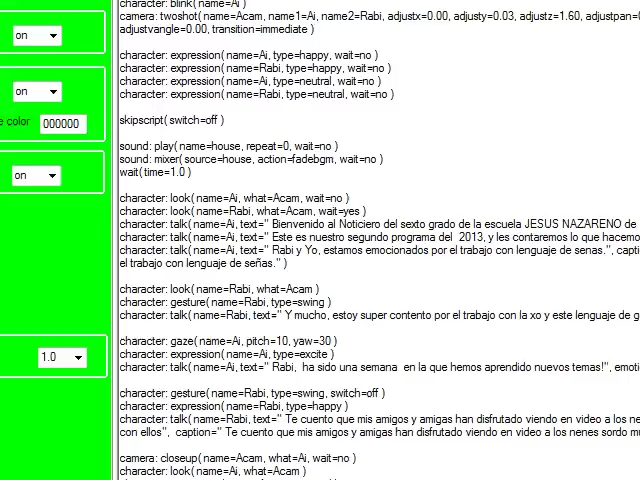 character: blink( name=Ai )
camera: twoshot( name=Acam, name1=Ai, name2=Rabi, adjustx=0.00, adjusty=0.03, adjustz=1.60, adjustpan=0
adjustvangle=0.00, transition=immediate )
on
character: expression( name=Ai, type=happy, wait=no )
character: expression( name=Rabi, type=happy, wait=no )
character: expression( name=Ai, type=neutral, wait=no )
character: expression( name=Rabi, type=neutral, wait=no )
on
e color 000000
skipscript( switch=off )
sound: play( name=house, repeat=0, wait=no )
sound: mixer( source=house, action=fadebgm, wait=no )
wait( time=1.0 )
on
character: look( name=Ai, what=Acam, wait=no )
character: look( name=Rabi, what=Acam, wait=yes )
character: talk( name=Ai, text=" Bienvenido al Noticiero del sexto grado de la escuela JESUS NAZARENO de
character: talk( name=Ai, text=" Este es nuestro segundo programa del  2013, y les contaremos lo que hacemo
character: talk( name=Ai, text=" Rabi y Yo, estamos emocionados por el trabajo con lenguaje de senas.", capti
el trabajo con lenguaje de señas." )
character: look( name=Rabi, what=Acam )
character: gesture( name=Rabi, type=swing )
character: talk( name=Rabi, text=" Y mucho, estoy super contento por el trabajo con la xo y este lenguaje de g
character: gaze( name=Ai, pitch=10, yaw=30 )
character: expression( name=Ai, type=excite )
character: talk( name=Ai, text=" Rabi,  ha sido una semana  en la que hemos aprendido nuevos temas!", emoti
1.0
character: gesture( name=Rabi, type=swing, switch=off )
character: expression( name=Rabi, type=happy )
character: talk( name=Rabi, text=" Te cuento que mis amigos y amigas han disfrutado viendo en video a los ne
con ellos",  caption=" Te cuento que mis amigos y amigas han disfrutado viendo en video a los nenes sordo mu
camera: closeup( name=Acam, name1=Ai, wait=no )
character: look( name=Ai, what=Acam )